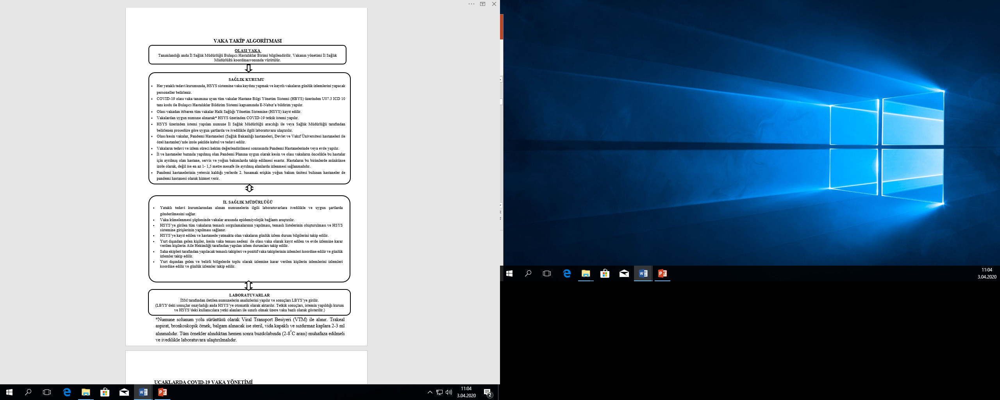 VAKA TAKİP ALGORİTMASI
OLASI VAKA
Tanımlandığı anda İl Sağlık Müdürlüğü Bulaşıcı Hastalıklar Birimi bilgilendirilir. Vakanın yönetimi İl Sağlık
Müdürlüğü koordinasyonunda yürütülür.
SAĞLIK KURUMU
• Her yataklı tedavi kurumunda, HSYS sistemine vaka kaydını yapmak ve kayıtlı vakaların günlük izlemlerini yapacak
personeller belirlenir.
• COVID-19 olası vaka tanımına uyan tüm vakalar Hastane Bilgi Yönetim Sistemi (HBYS) üzerinden U07.3 ICD 10
tanı kodu ile Bulaşıcı Hastalıklar Bildirim Sistemi kapsamında E-Nabız’a bildirim yapılır.
• Olası vakadan itibaren tüm vakalar Halk Sağlığı Yönetim Sistemine (HSYS) kayıt edilir.
• Vakalardan uygun numune alınarak* HSYS üzerinden COVID-19 tetkik istemi yapılır.
• HSYS üzerinden istemi yapılan numune İl Sağlık Müdürlüğü aracılığı ile veya Sağlık Müdürlüğü tarafından
belirlenen prosedüre göre uygun şartlarda ve ivedilikle ilgili laboratuvara ulaştırılır.
• Olası/kesin vakalar, Pandemi Hastaneleri (Sağlık Bakanlığı hastaneleri, Devlet ve Vakıf Üniversitesi hastaneleri ile
özel hastanler)’nde izole şekilde kabul ve tedavi edilir.
• Vakaların tedavi ve izlem süreci hekim değerlendirilmesi sonrasında Pandemi Hastanelerinde veya evde yapılır.
• İl ve hastaneler bazında yapılmış olan Pandemi Planına uygun olarak kesin ve olası vakaların öncelikle bu hastalar
için ayrılmış olan hastane, servis ve yoğun bakımlarda takip edilmesi esastır. Hastaların bu birimlerde münkünse
izole olarak, değil ise en az 1- 1,5 metre mesafe ile ayrılmış alanlarda izlenmesi sağlanmalıdır.
• Pandemi hastanelerinin yetersiz kaldığı yerlerde 2. basamak erişkin yoğun bakım ünitesi bulunan hastaneler de
pandemi hastanesi olarak hizmet verir.
İL SAĞLIK MÜDÜRLÜĞÜ
• Yataklı tedavi kurumlarından alınan numunelerin ilgili laboratuvarlara ivedilikle ve uygun şartlarda
gönderilmesini sağlar.
• Vaka kümelenmesi şüphesinde vakalar arasında epidemiyolojik bağlantı araştırılır.
• HSYS’ye girilen tüm vakaların temaslı sorgulamalarının yapılması, temaslı listelerinin oluşturulması ve HSYS
sistemine girişlerinin yapılması sağlanır.
• HSYS’ye kayıt edilen ve hastanede yatmakta olan vakaların günlük izlem durum bilgilerini takip edilir.
• Yurt dışından gelen kişiler, kesin vaka teması nedeni ile olası vaka olarak kayıt edilen ve evde izlemine karar
verilen kişilerin Aile Hekimliği tarafından yapılan izlem durumları takip edilir.
• Saha ekipleri tarafından yapılacak temaslı takipleri ve pozitif vaka takiplerinin izlemleri koordine edilir ve günlük
izlemler takip edilir.
• Yurt dışından gelen ve belirli bölgelerde toplu olarak izlemine karar verilen kişilerin izlemlerini izlemleri
koordine edilir ve günlük izlemler takip edilir.
LABORATUVARLAR
İSM tarafından iletilen numunelerin analizlerini yapılır ve sonuçları LBYS’ye girilir.
(LBYS’deki sonuçlar onayladığı anda HSYS’ye otomatik olarak aktarılır. Tetkik sonuçları, istemin yapıldığı kurum
ve HSYS’deki kullanıcılara yetki alanları ile sınırlı olmak üzere vaka bazlı olarak gösterilir.)
*Numune solunum yolu sürüntüsü olarak Viral Transport Besiyeri (VTM) ile alınır. Trakeal
aspirat, bronkoskopik örnek, balgam alınacak ise steril, vida kapaklı ve sızdırmaz kaplara 2-3 ml
alınmalıdır. Tüm örnekler alındıktan hemen sonra buzdolabında (2-8⁰C arası) muhafaza edilmeli
ve ivedilikle laboratuvara ulaştırılmalıdır.
UÇAKLARDA COVID-19 VAKA YÖNETİMİ
11:04
3.04.2020
2
11:04
3.04.2020